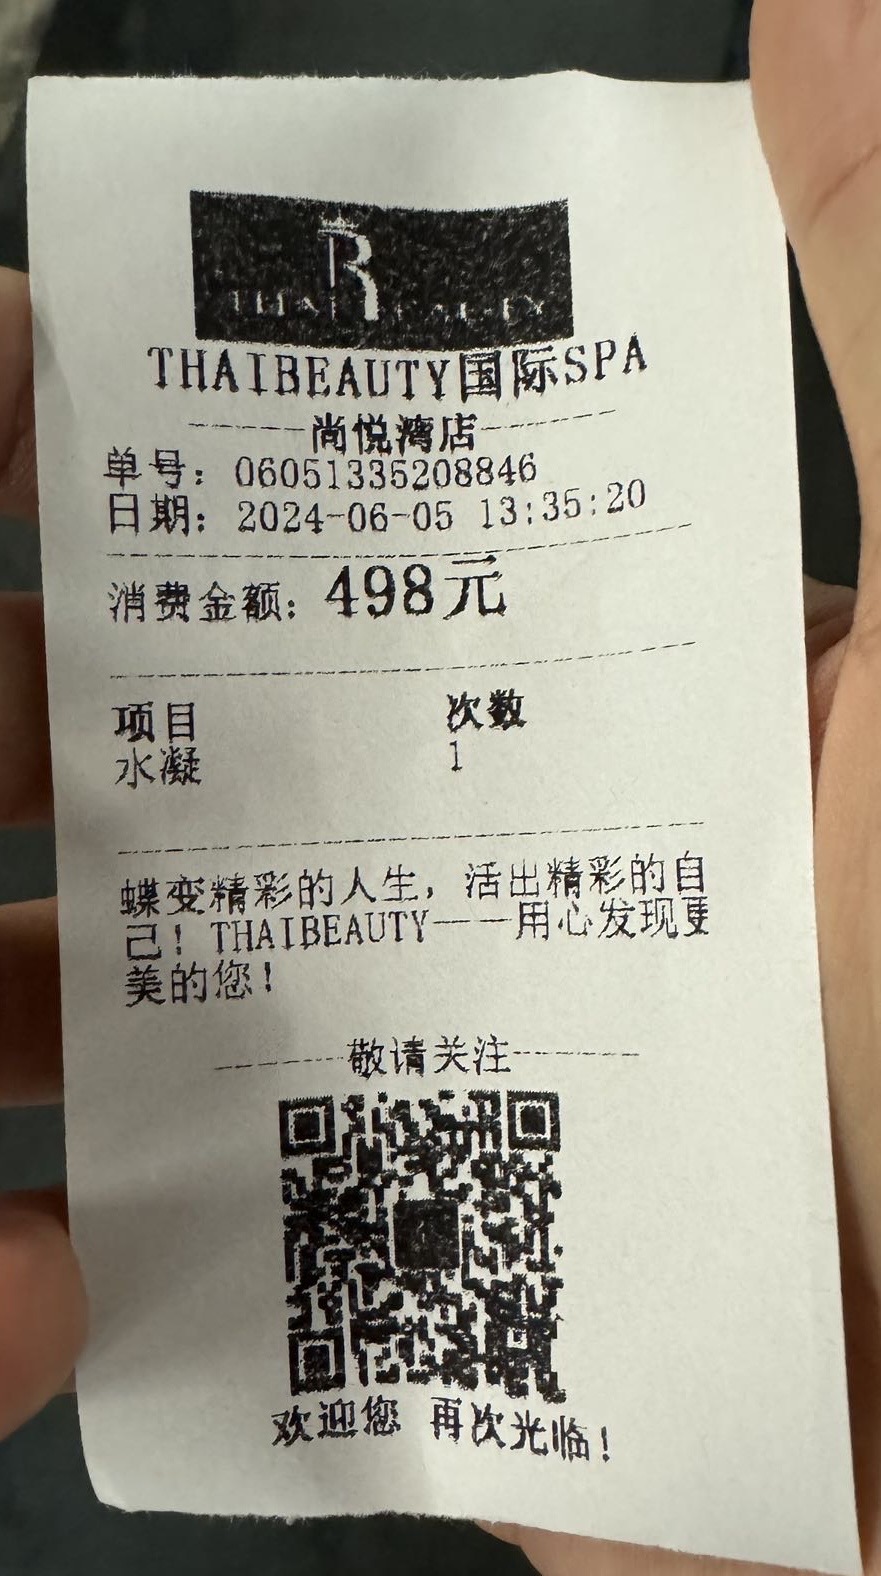 THAI BEAUTY
THAIBEAUTY国际SPA
尚悦湾店
单号：06051335208846
日期：2024-06-05 13:35:20
消费金额：498元
项目 次数
水凝 1
蝶变精彩的人生，活出精彩的自
己！THAIBEAUTY——用心发现更
美的您！
敬请关注
欢迎您 再次光临！